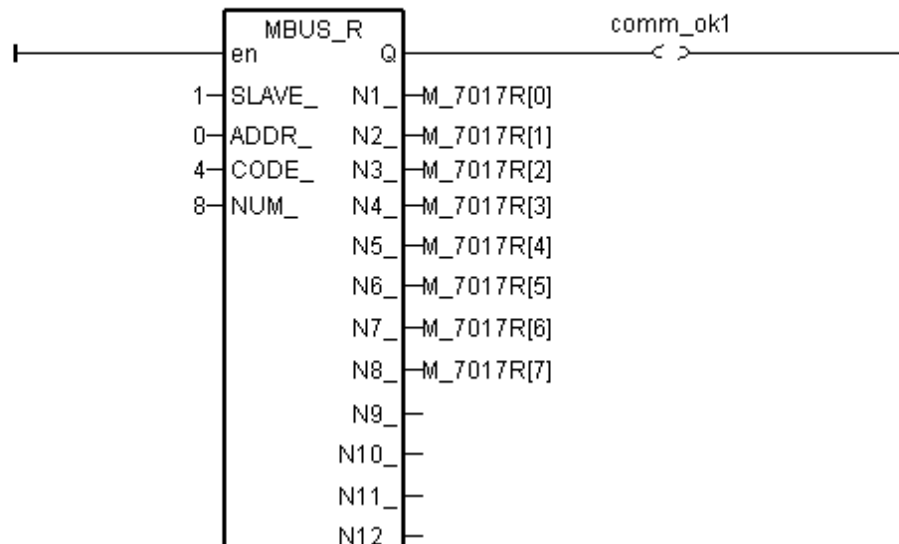 MBUS_R comm_ok1
en Q
1 SLAVE_ N1_ M_7017R[0]
0 ADDR_ N2_ M_7017R[1]
4 CODE_ N3_ M_7017R[2]
8 NUM_ N4_ M_7017R[3]
N5_ M_7017R[4]
N6_ M_7017R[5]
N7_ M_7017R[6]
N8_ M_7017R[7]
N9_
N10_
N11_
N12